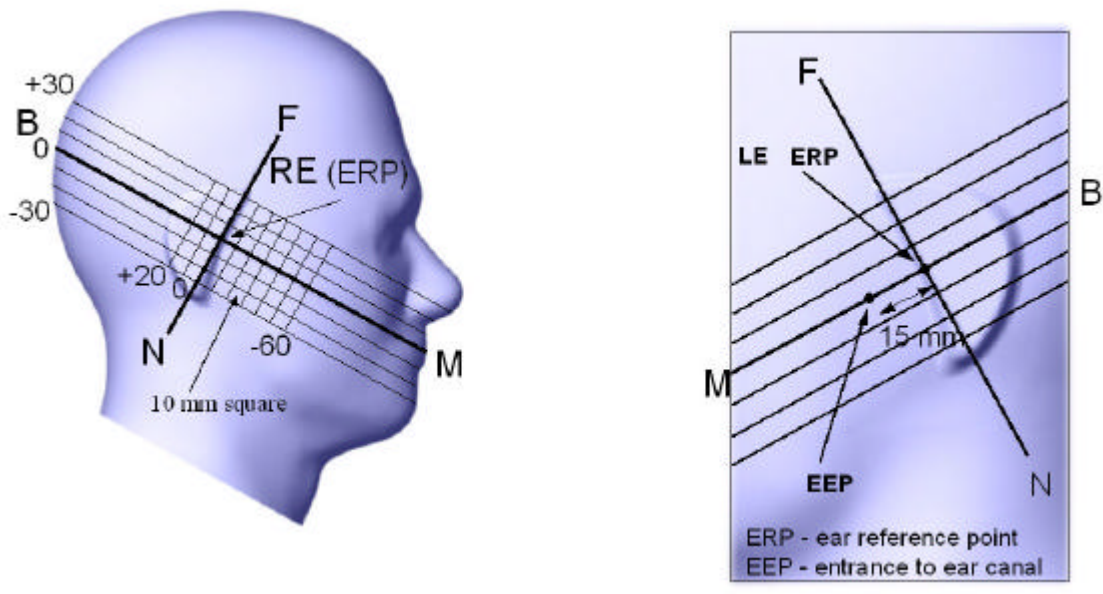 +30
B
0
-30
F
RE (ERP)
+20
0
N
-60
M
10 mm square
F
LE ERP
B
15 mm
M
EEP
N
ERP - ear reference point
EEP - entrance to ear canal